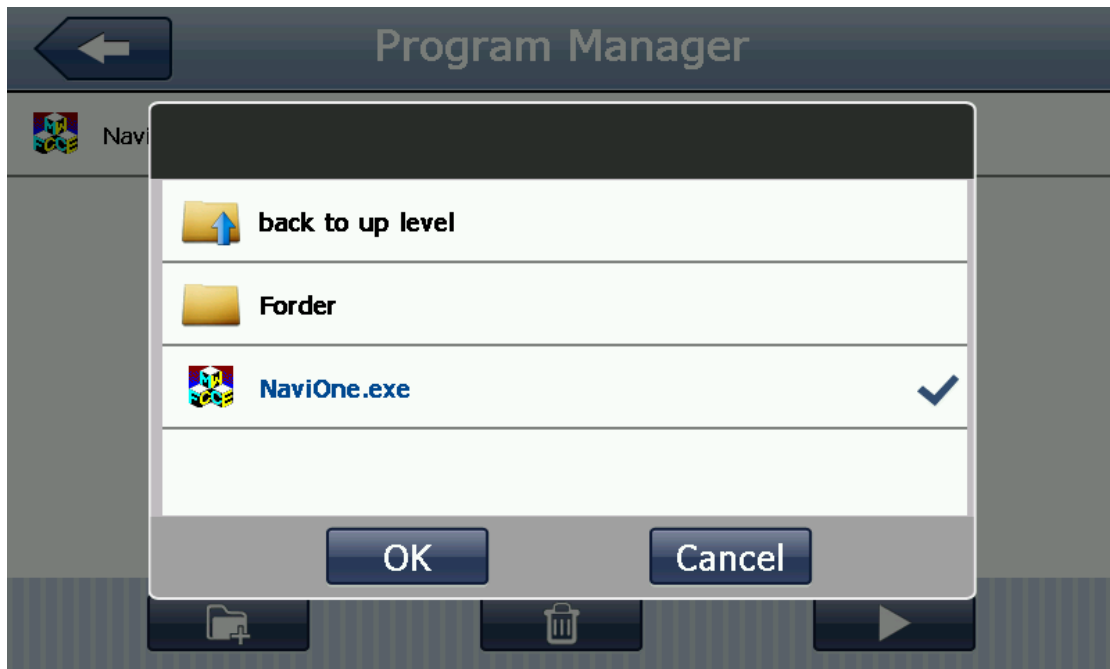 Program Manager
Navi
back to up level
Forder
NaviOne.exe
OK
Cancel